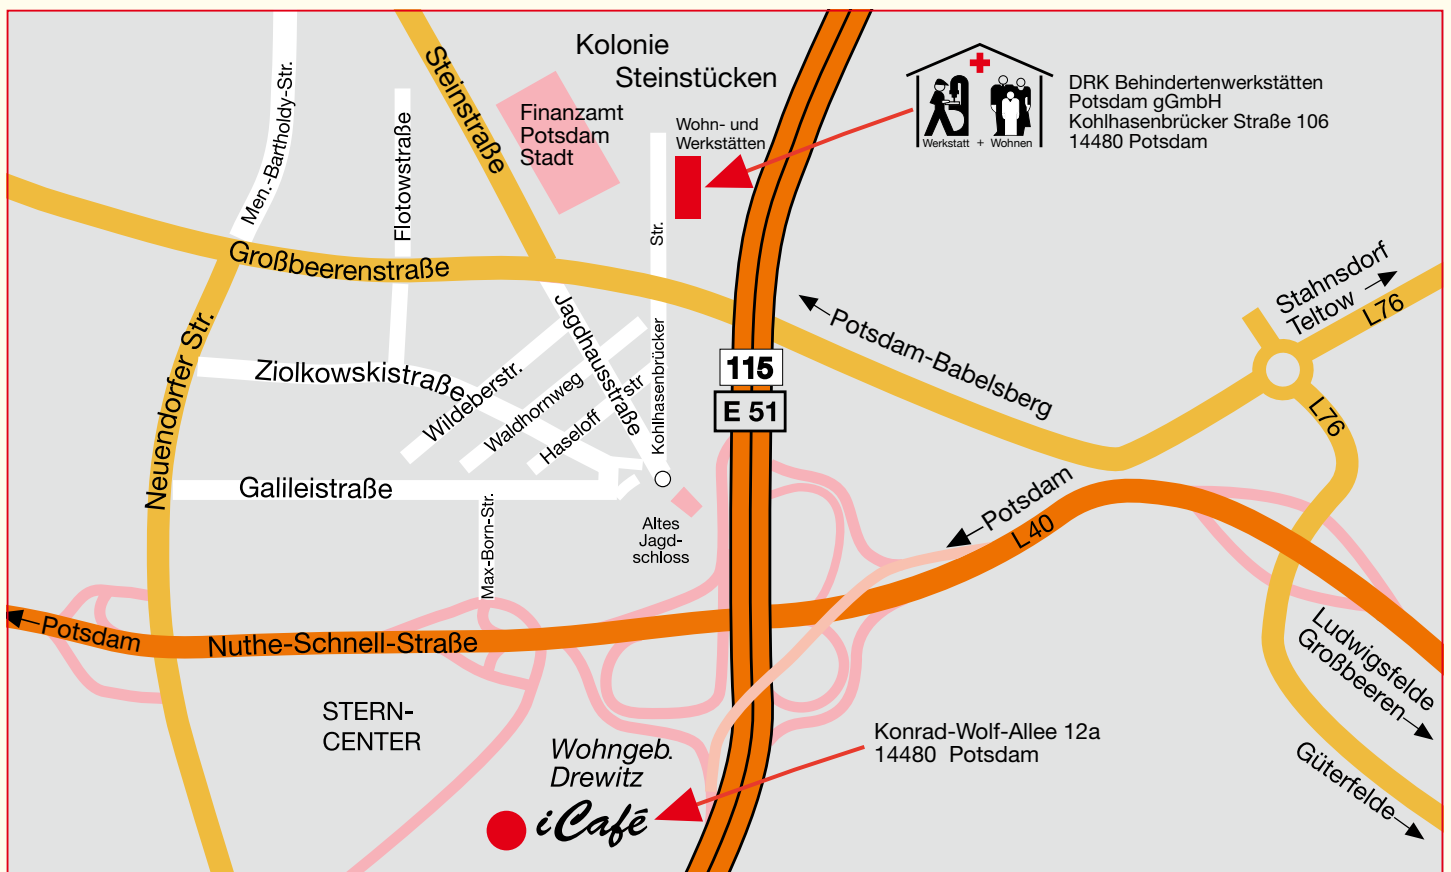 Kolonie
Steinstücken
Men.-Bartholdy-Str.
Steinstraße
Finanzamt
Potsdam
Stadt
Flotowstraße
Wohn- und
Werkstätten
Werkstatt + Wohnen
DRK Behindertenwerkstätten
Potsdam gGmbH
Kohlhasenbrücker Straße 106
14480 Potsdam
Großbeerenstraße
Kohlhasenbrücker Str.
Jagdhausstraße
Neuendorfer Str.
Ziolkowskistraße
Wildeberstr.
Waldhornweg
Haseloff str
115
E 51
Potsdam-Babelsberg
Stahnsdorf
Teltow
L76
L76
Galileistraße
Max-Born-Str.
Altes
Jagd-
schloss
Potsdam
L40
Potsdam
Nuthe-Schnell-Straße
Ludwigsfelde
Großbeeren
Güterfelde
STERN-
CENTER
Wohngeb.
Drewitz
iCafé
Konrad-Wolf-Allee 12a
14480 Potsdam